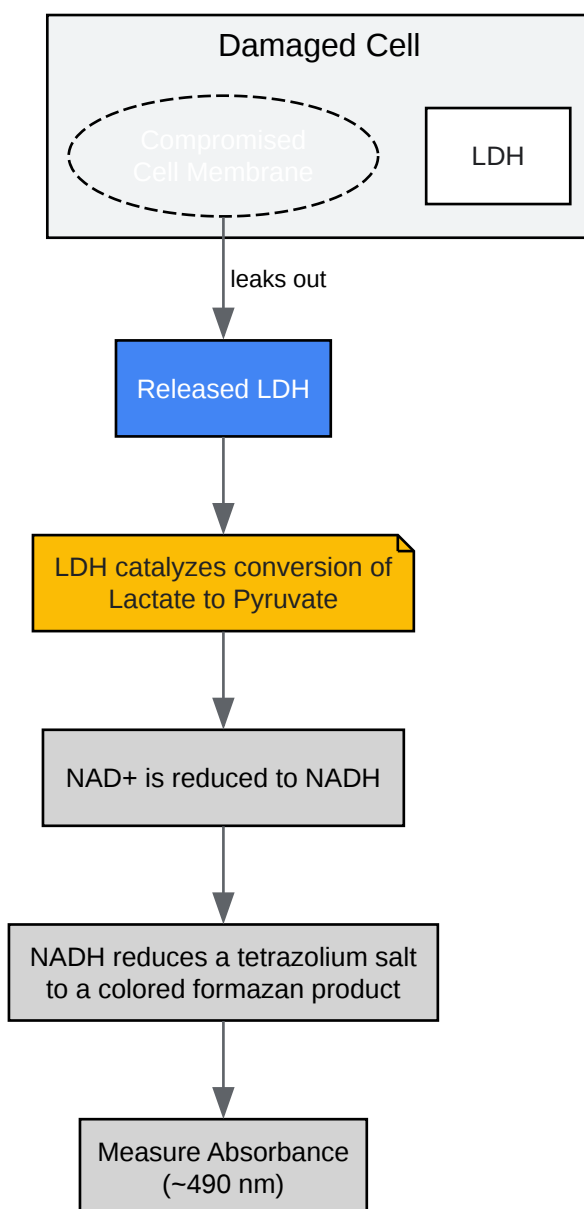 Damaged Cell
Compromised
Cell Membrane
LDH
leaks out
Released LDH
LDH catalyzes conversion of
Lactate to Pyruvate
NAD+ is reduced to NADH
NADH reduces a tetrazolium salt
to a colored formazan product
Measure Absorbance
(~490 nm)